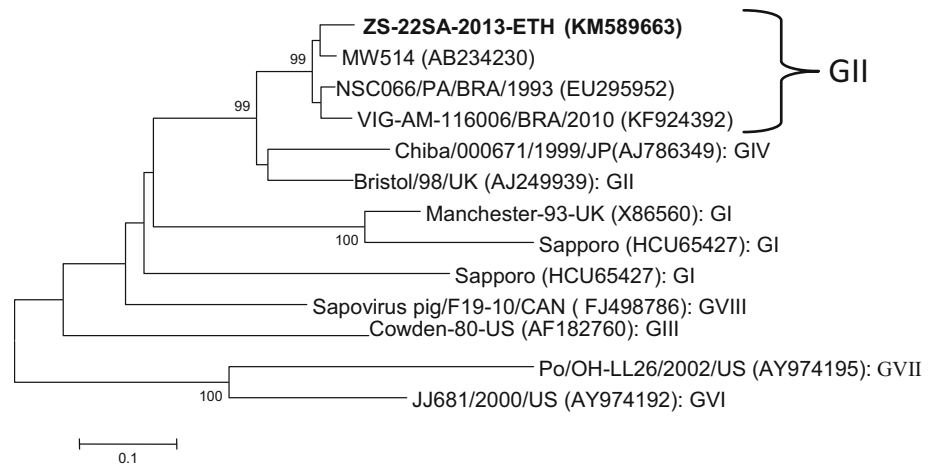 ZS-22SA-2013-ETH (KM589663)
99
MW514 (AB234230)
GII
NSC066/PA/BRA/1993 (EU295952)
99
VIG-AM-116006/BRA/2010 (KF924392)
Chiba/000671/1999/JP(AJ786349): GIV
Bristol/98/UK (AJ249939): GII
Manchester-93-UK (X86560): GI
100
Sapporo (HCU65427): GI
Sapporo (HCU65427): GI
Sapovirus pig/F19-10/CAN ( FJ498786): GVIII
Cowden-80-US (AF182760): GIII
Po/OH-LL26/2002/US (AY974195): GVII
100
JJ681/2000/US (AY974192): GVI
0.1